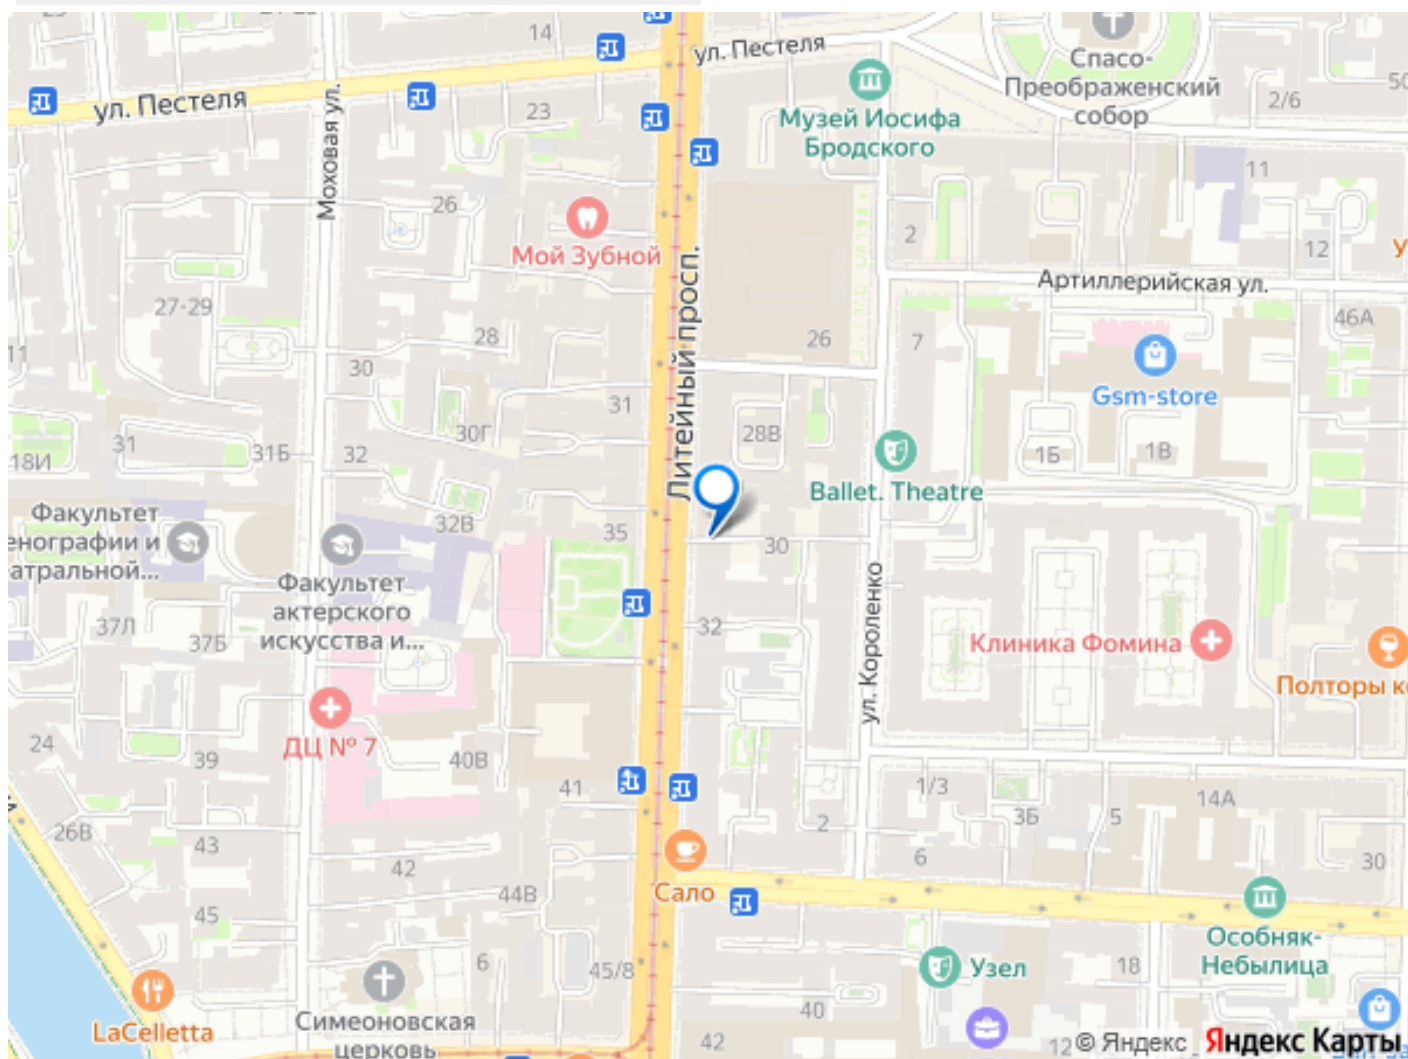 14
ул. Пестеля
Спасо-
Преображенский
собор
2/6
ул. Пестеля
23
Музей Иосифа
Бродского
Моховая ул.
11
26
2
12
Мой Зубной
Литейный просп.
Артиллерийская ул.
27-29
28
26
7
46А
11
30
31
Gsm-store
30Г
28В
31
31Б
32
1Б
1В
18И
Ballet. Theatre
Факультет
енографии и
атральной...
32В
35
30
Факультет
актерского
искусства и...
37Л
37Б
32
ул. Короленко
Клиника Фомина
Полторы к
ДЦ № 7
24
39
40В
41
1/3
3Б
5
14А
26В
43
42
2
6
30
44В
Сало
45
Особняк-
Небылица
6
45/8
Узел
18
LaCelletta
Симеоновская
церковь
40
42
12
© Яндекс
Яндекс Карты